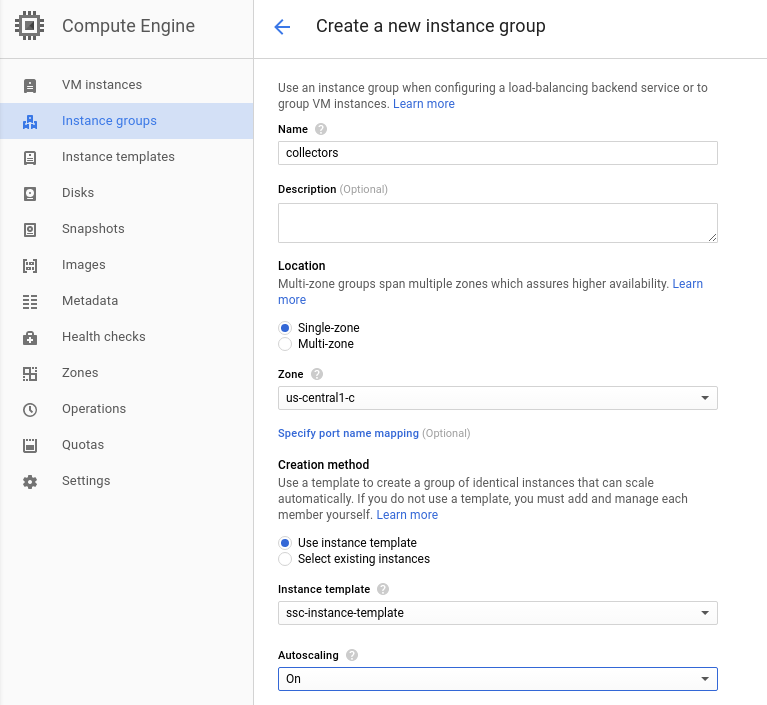 Compute Engine
VM instances
Instance groups
Instance templates
Disks
Snapshots
Images
Metadata
Health checks
Zones
Operations
Quotas
Settings
Create a new instance group
Use an instance group when configuring a load-balancing backend service or to
group VM instances. Learn more
Name ?
collectors
Description (Optional)
Location
Multi-zone groups span multiple zones which assures higher availability. Learn
more
Single-zone
Multi-zone
Zone ?
us-central1-c
Specify port name mapping (Optional)
Creation method
Use a template to create a group of identical instances that can scale
automatically. If you do not use a template, you must add and manage each
member yourself. Learn more
Use instance template
Select existing instances
Instance template ?
ssc-instance-template
Autoscaling ?
On